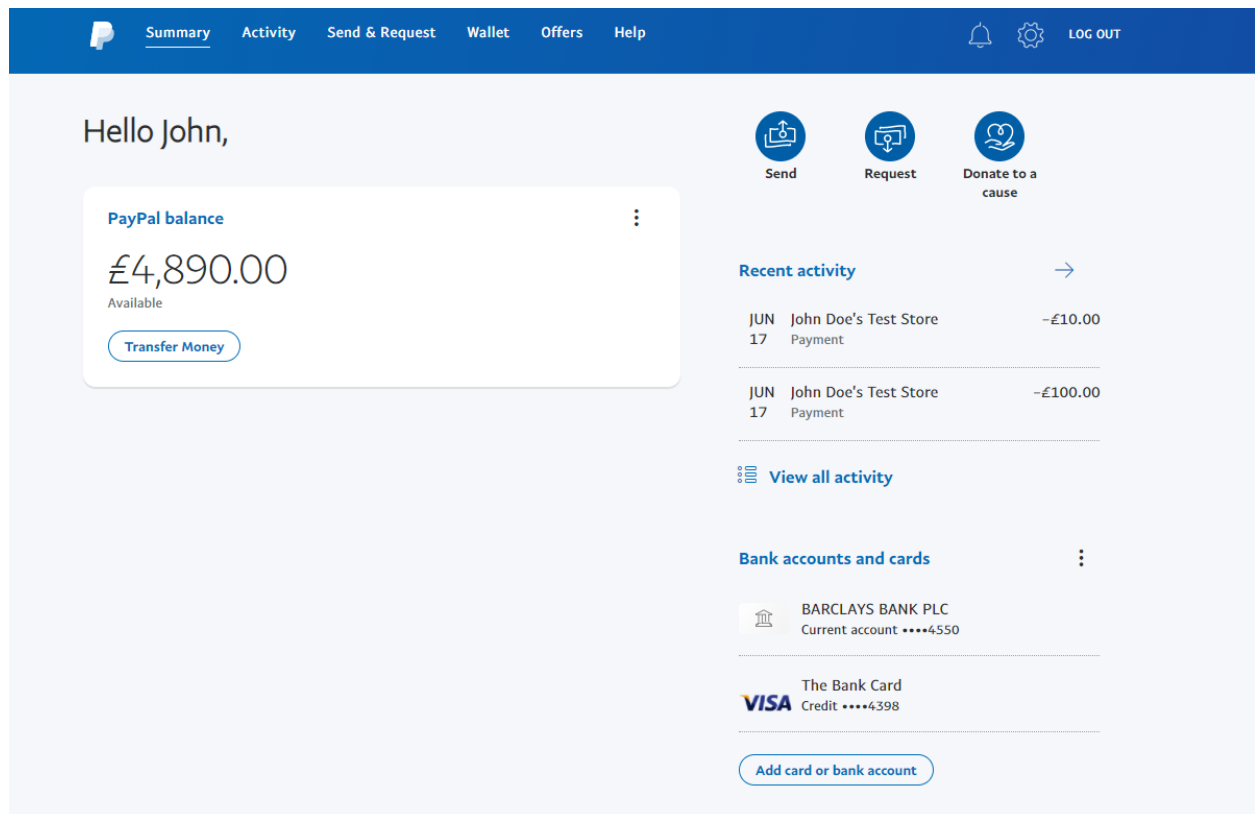 Summary Activity Send & Request Wallet Offers Help LOG OUT
Hello John,
PayPal balance
£4,890.00
Available
Transfer Money
Send Request Donate to a
cause
Recent activity
JUN John Doe's Test Store -£10.00
17 Payment
JUN John Doe's Test Store -£100.00
17 Payment
View all activity
Bank accounts and cards
BARCLAYS BANK PLC
Current account ••••4550
The Bank Card
VISA Credit ••••4398
Add card or bank account